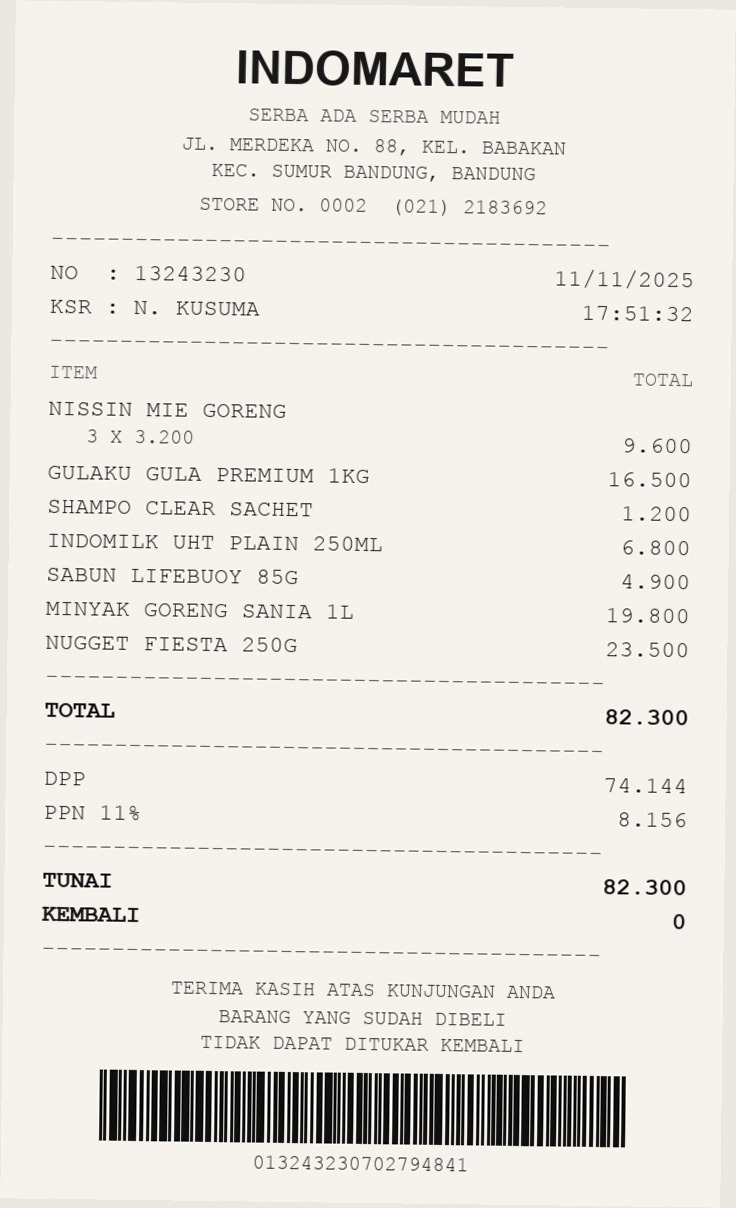 INDOMARET
SERBA ADA SERBA MUDAH
JL. MERDEKA NO. 88, KEL. BABAKAN
KEC. SUMUR BANDUNG, BANDUNG
STORE NO. 0002  (021) 2183692
----------------------------------------
NO  : 13243230 11/11/2025
KSR : N. KUSUMA 17:51:32
----------------------------------------
ITEM TOTAL
NISSIN MIE GORENG
3 X 3.200 9.600
GULAKU GULA PREMIUM 1KG 16.500
SHAMPO CLEAR SACHET 1.200
INDOMILK UHT PLAIN 250ML 6.800
SABUN LIFEBUOY 85G 4.900
MINYAK GORENG SANIA 1L 19.800
NUGGET FIESTA 250G 23.500
----------------------------------------
TOTAL 82.300
----------------------------------------
DPP 74.144
PPN 11% 8.156
----------------------------------------
TUNAI 82.300
KEMBALI 0
----------------------------------------
TERIMA KASIH ATAS KUNJUNGAN ANDA
BARANG YANG SUDAH DIBELI
TIDAK DAPAT DITUKAR KEMBALI
013243230702794841